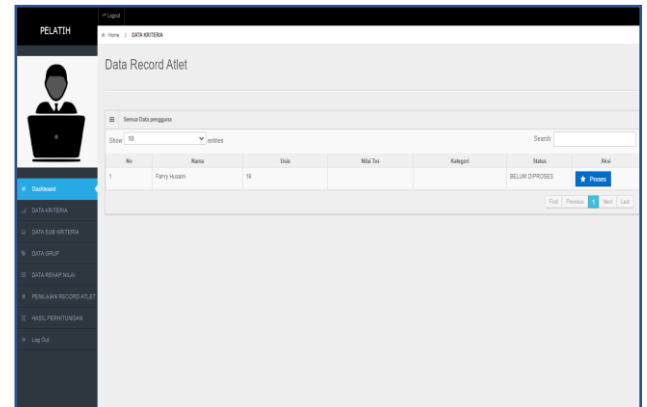 Logout
PELATIH
Home > DATA KRITERIA
Data Record Atlet
Semua Data pengguna
Show 10 entries
Search:
No Nama Usia Nilai Tes Kategori Status Aksi
1 Fahry Husaini 19 BELUM DIPROSES Proses
First Previous 1 Next Last
Dashboard
DATA KRITERIA
DATA SUB KRITERIA
DATA GRUP
DATA REKAP NILAI
PENILAIAN RECORD ATLET
HASIL PERHITUNGAN
Log Out